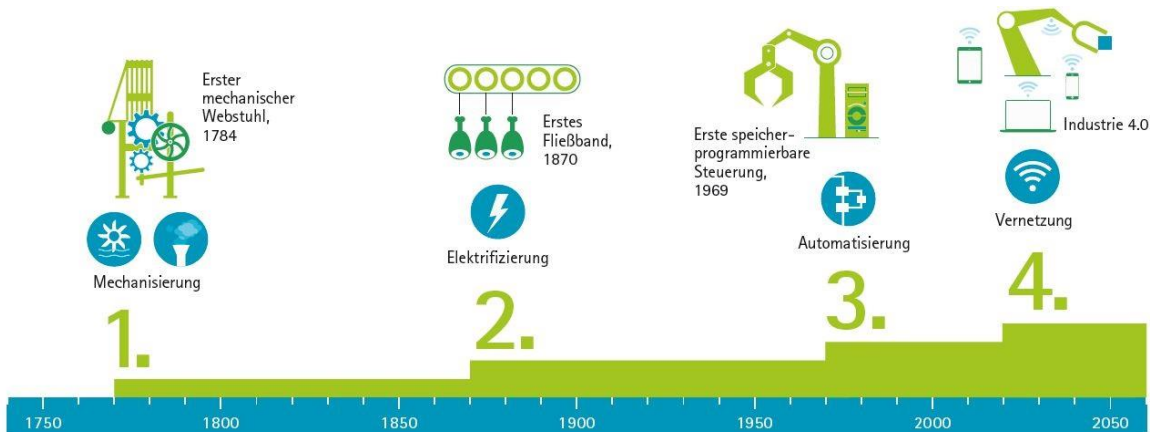 Erster
mechanischer
Webstuhl,
1784
Mechanisierung
1.
Erstes
Fließband,
1870
Elektrifizierung
2.
Erste speicher-
programmierbare
Steuerung,
1969
Automatisierung
3.
Industrie 4.0
Vernetzung
4.
1750
1800
1850
1900
1950
2000
2050